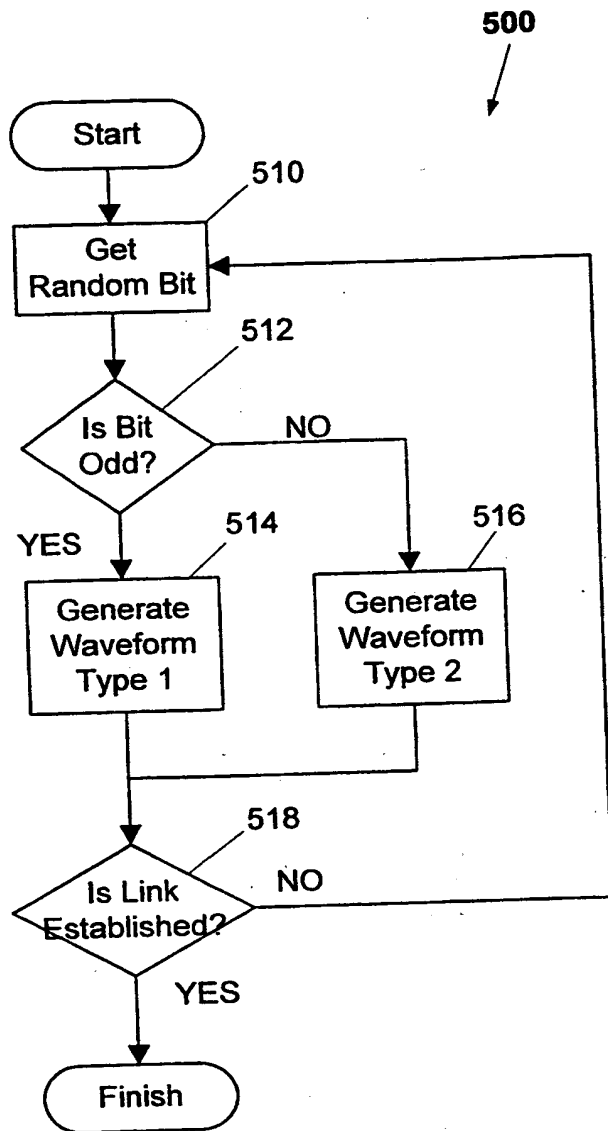 500
Start
510
Get
Random Bit
512
Is Bit
Odd?
NO
YES
514
516
Generate
Waveform
Type 1
Generate
Waveform
Type 2
518
Is Link
Established?
NO
YES
Finish